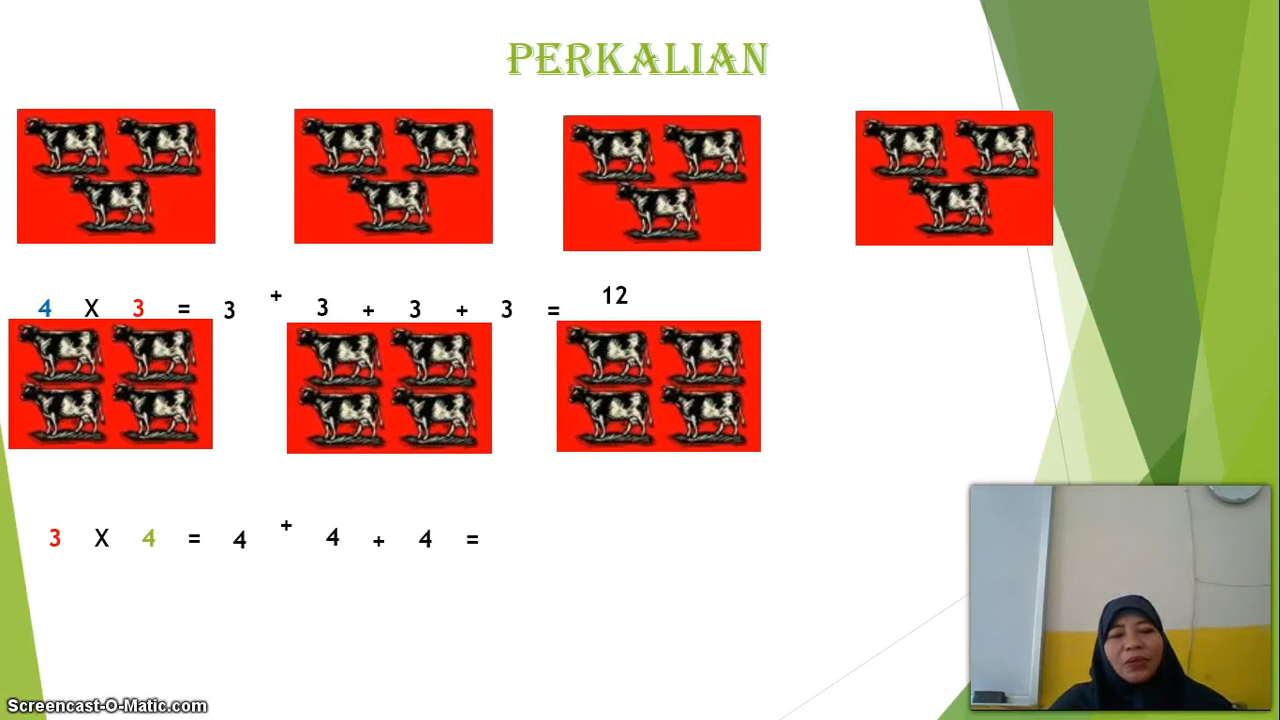 PERKALIAN
4 X 3 = 3 + 3 + 3 + 3 = 12
3 X 4 = 4 + 4 + 4 =
Screencast-O-Matic.com